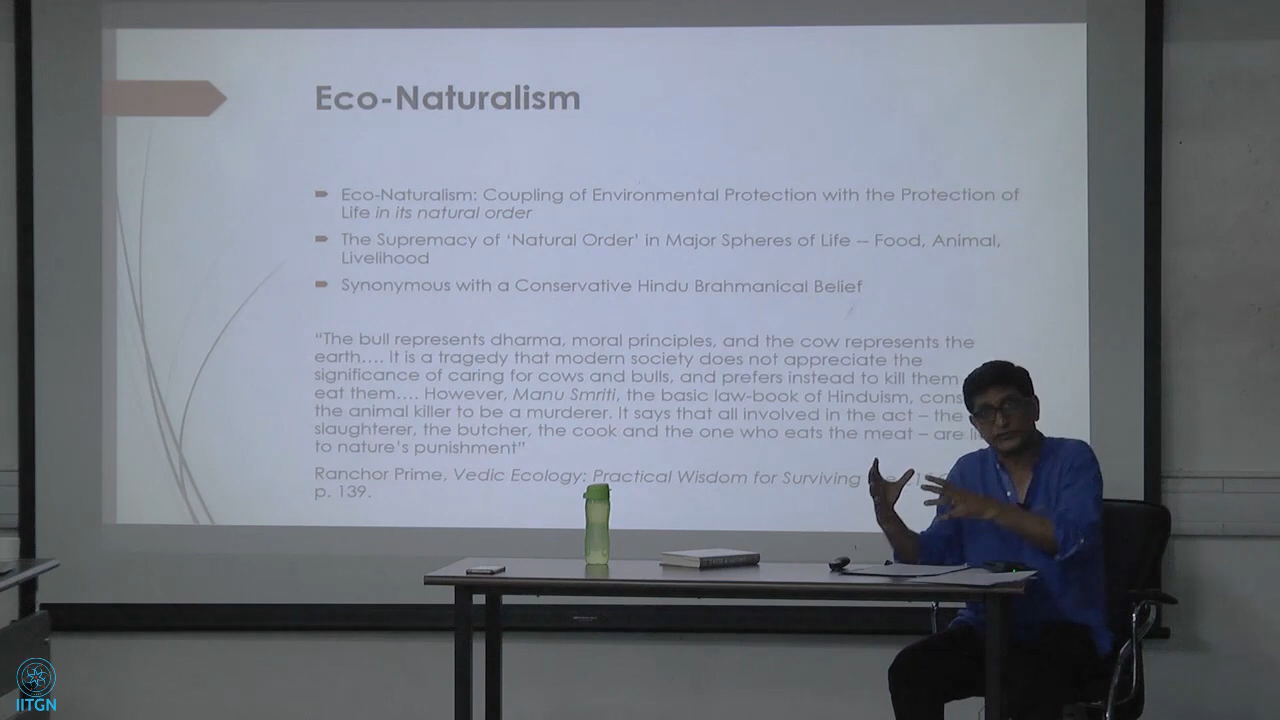 Eco-Naturalism
Eco-Naturalism: Coupling of Environmental Protection with the Protection of
Life in its natural order
The Supremacy of ‘Natural Order’ in Major Spheres of Life -- Food, Animal,
Livelihood
Synonymous with a Conservative Hindu Brahmanical Belief
“The bull represents dharma, moral principles, and the cow represents the
earth…. It is a tragedy that modern society does not appreciate the
significance of caring for cows and bulls, and prefers instead to kill them
eat them…. However, Manu Smriti, the basic law-book of Hinduism,
the animal killer to be a murderer. It says that all involved in the act – the
slaughterer, the butcher, the cook and the one who eats the meat – are
to nature’s punishment”
Ranchor Prime, Vedic Ecology: Practical Wisdom for Surviving
p. 139.
IITGN